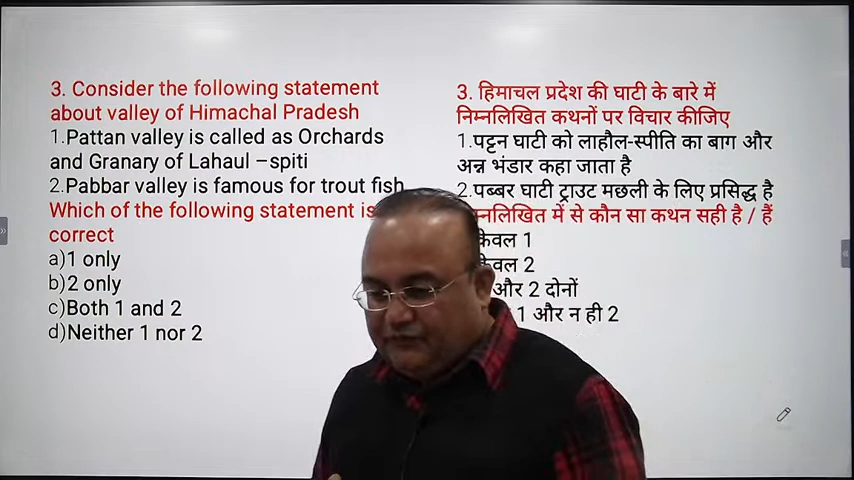 3. Consider the following statement
about valley of Himachal Pradesh
1.Pattan valley is called as Orchards
and Granary of Lahaul –spiti
2.Pabbar valley is famous for trout fish
Which of the following statement is
correct
a)1 only
b)2 only
c)Both 1 and 2
d)Neither 1 nor 2
3. हिमाचल प्रदेश की घाटी के बारे में
निम्नलिखित कथनों पर विचार कीजिए
1.पट्टन घाटी को लाहौल-स्पीति का बाग और
अन्न भंडार कहा जाता है
2.पब्बर घाटी ट्राउट मछली के लिए प्रसिद्ध है
में से कौन सा कथन सही है / हैं
1
2
और 2 दोनों
1 और न ही 2